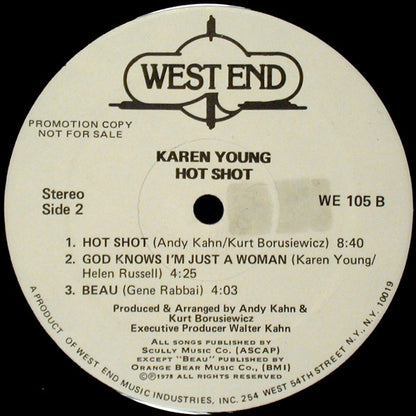 WEST END
PROMOTION COPY
NOT FOR SALE
KAREN YOUNG
HOT SHOT
Stereo
Side 2
WE 105 B
1. HOT SHOT (Andy Kahn/Kurt Borusiewicz) 8:40
2. GOD KNOWS I'M JUST A WOMAN (Karen Young/
Helen Russell) 4:25
3. BEAU (Gene Rabbai) 4:03
Produced & Arranged by Andy Kahn &
Kurt Borusiewicz
Executive Producer Walter Kahn
ALL SONGS PUBLISHED BY
SCULLY MUSIC CO. (ASCAP)
EXCEPT "BEAU" PUBLISHED BY
ORANGE BEAR MUSIC CO., (BMI)
©℗1978 ALL RIGHTS RESERVED.
A PRODUCT OF WEST END MUSIC INDUSTRIES, INC. 254 WEST 54TH STREET, N.Y., N.Y. 10019